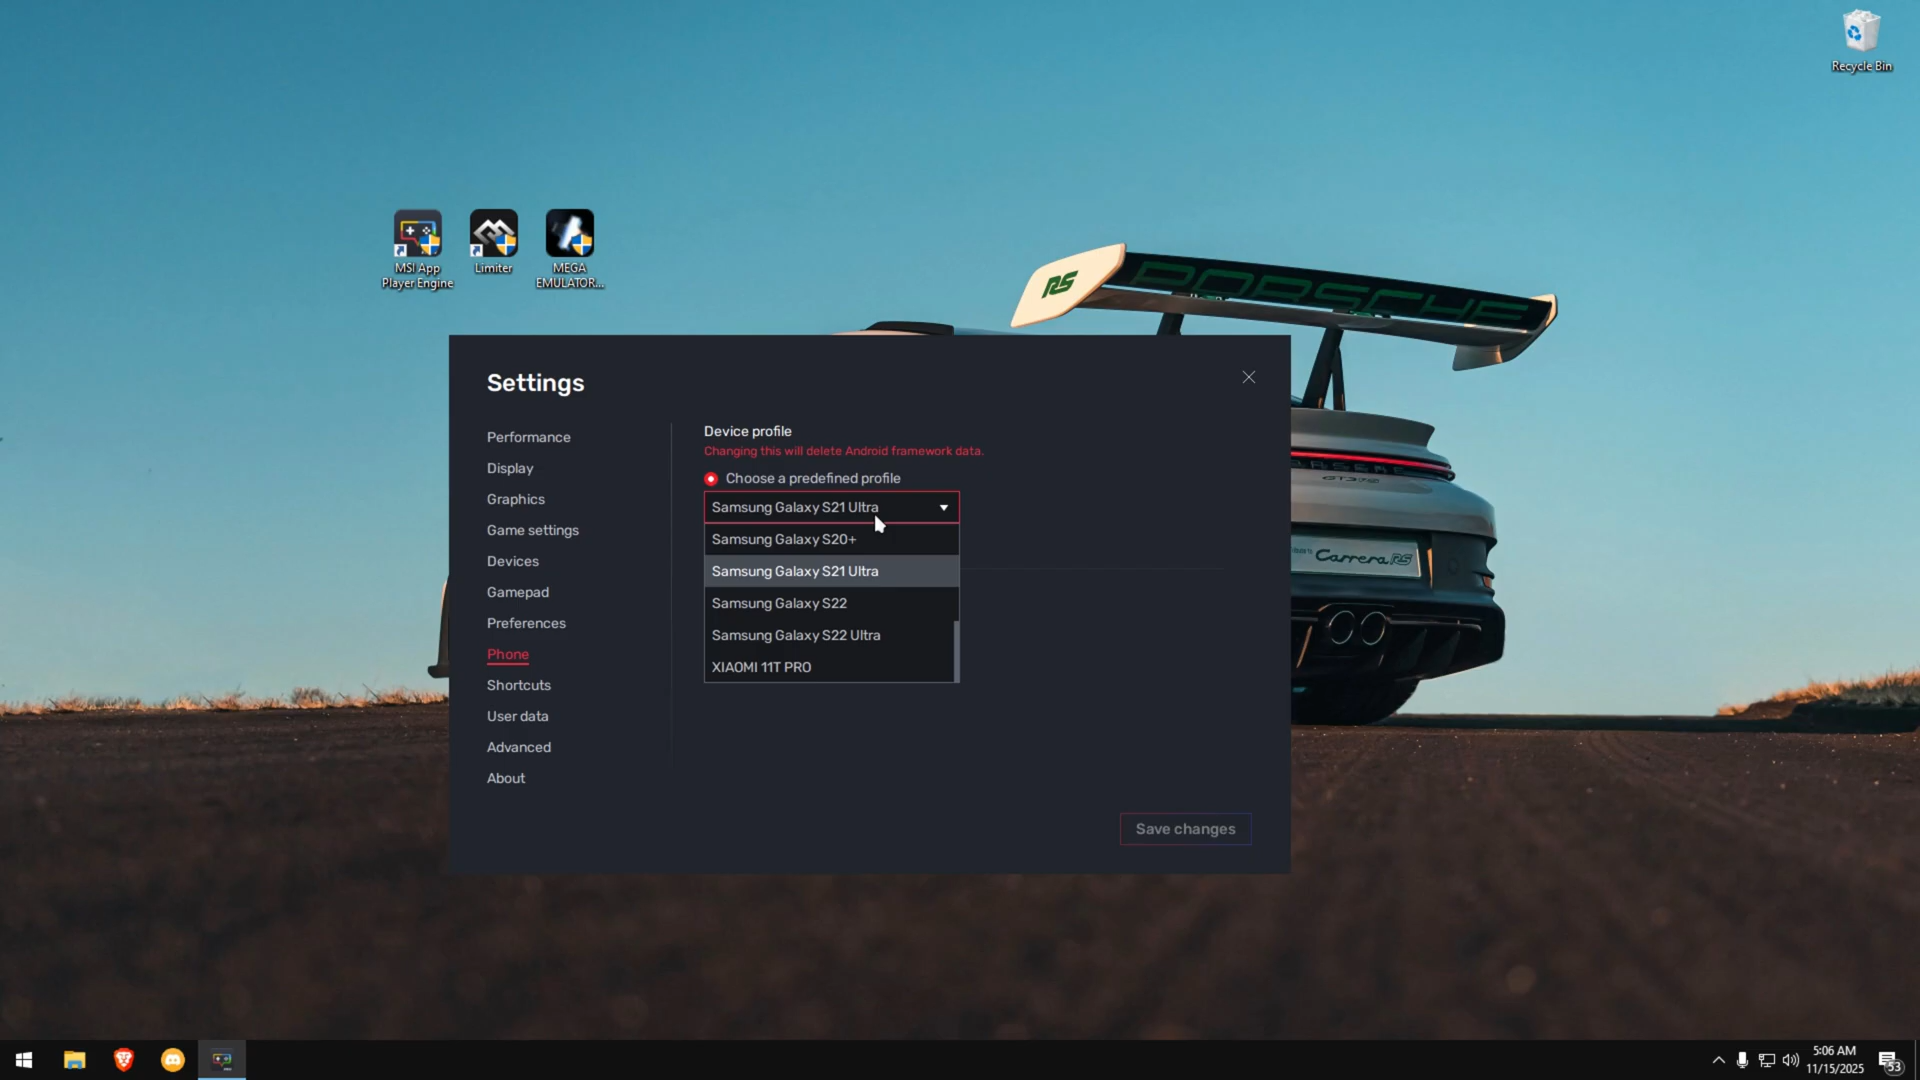 Recycle Bin
RS
PORSCHE
MSI App
Player Engine
Limiter
MEGA
EMULATOR...
Settings
Performance
Display
Graphics
Game settings
Devices
Gamepad
Preferences
Phone
Shortcuts
User data
Advanced
About
Device profile
Changing this will delete Android framework data.
Choose a predefined profile
Samsung Galaxy S21 Ultra
Samsung Galaxy S20+
Samsung Galaxy S21 Ultra
Samsung Galaxy S22
Samsung Galaxy S22 Ultra
XIAOMI 11T PRO
Save changes
Carrera RS
5:06 AM
11/15/2025
53